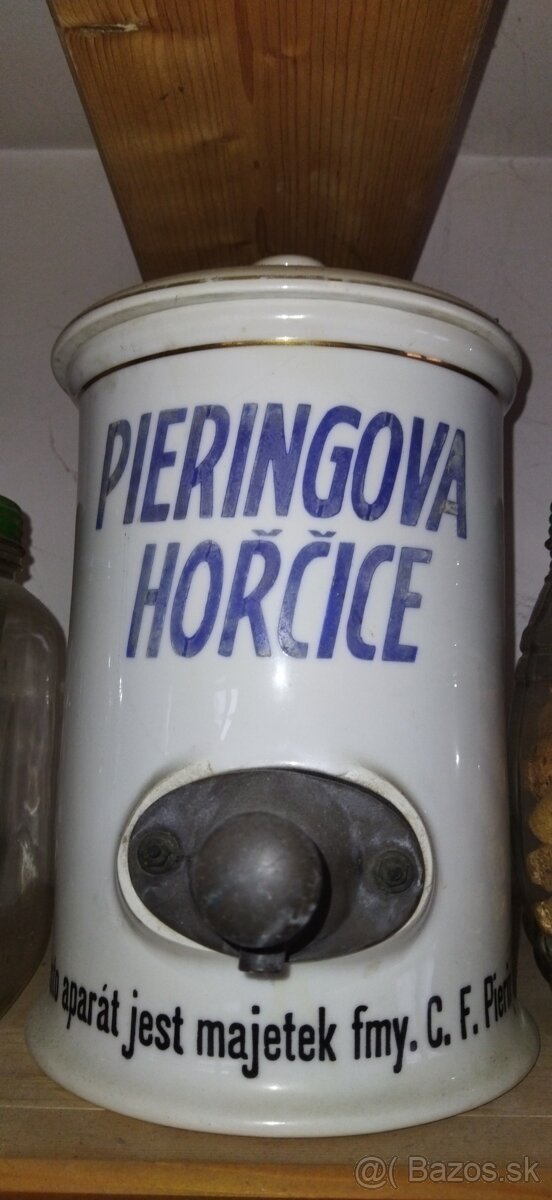 PIERINGOVA
HOŘČICE
aparát jest majetek fmy. C. F.
@( Bazos.sk